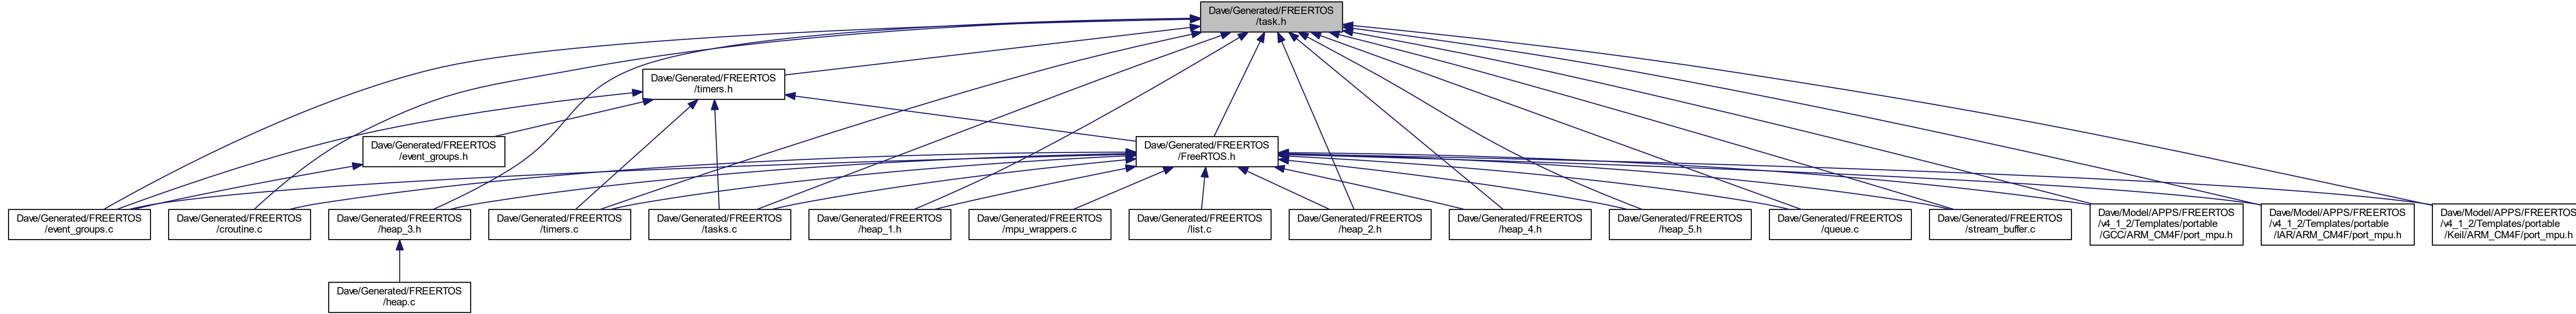 Dave/Generated/FREERTOS
/task.h
Dave/Generated/FREERTOS
/timers.h
Dave/Generated/FREERTOS
/event_groups.h
Dave/Generated/FREERTOS
/FreeRTOS.h
Dave/Generated/FREERTOS
/event_groups.c
Dave/Generated/FREERTOS
/croutine.c
Dave/Generated/FREERTOS
/heap_3.h
Dave/Generated/FREERTOS
/timers.c
Dave/Generated/FREERTOS
/tasks.c
Dave/Generated/FREERTOS
/heap_1.h
Dave/Generated/FREERTOS
/mpu_wrappers.c
Dave/Generated/FREERTOS
/list.c
Dave/Generated/FREERTOS
/heap_2.h
Dave/Generated/FREERTOS
/heap_4.h
Dave/Generated/FREERTOS
/heap_5.h
Dave/Generated/FREERTOS
/queue.c
Dave/Generated/FREERTOS
/stream_buffer.c
Dave/Model/APPS/FREERTOS
/v4_1_2/Templates/portable
/GCC/ARM_CM4F/port_mpu.h
Dave/Model/APPS/FREERTOS
/v4_1_2/Templates/portable
/IAR/ARM_CM4F/port_mpu.h
Dave/Model/APPS/FREERTOS
/v4_1_2/Templates/portable
/Keil/ARM_CM4F/port_mpu.h
Dave/Generated/FREERTOS
/heap.c